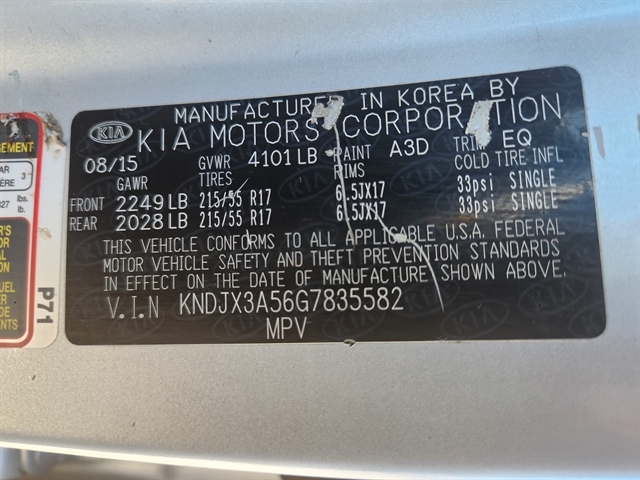 MANUFACTURED IN KOREA BY
KIA KIA MOTORS CORPORATION
08/15 GVWR 4101 LB PAINT A3D TRIM EQ
GAWR TIRES RIMS COLD TIRE INFL
FRONT 2249 LB 215/55 R17 6.5JX17 33psi SINGLE
REAR 2028 LB 215/55 R17 6.5JX17 33psi SINGLE
THIS VEHICLE CONFORMS TO ALL APPLICABLE U.S.A. FEDERAL
MOTOR VEHICLE SAFETY AND THEFT PREVENTION STANDARDS
IN EFFECT ON THE DATE OF MANUFACTURE SHOWN ABOVE.
V.I.N KNDJX3A56G7835582
MPV
P71
lbs.
lb.